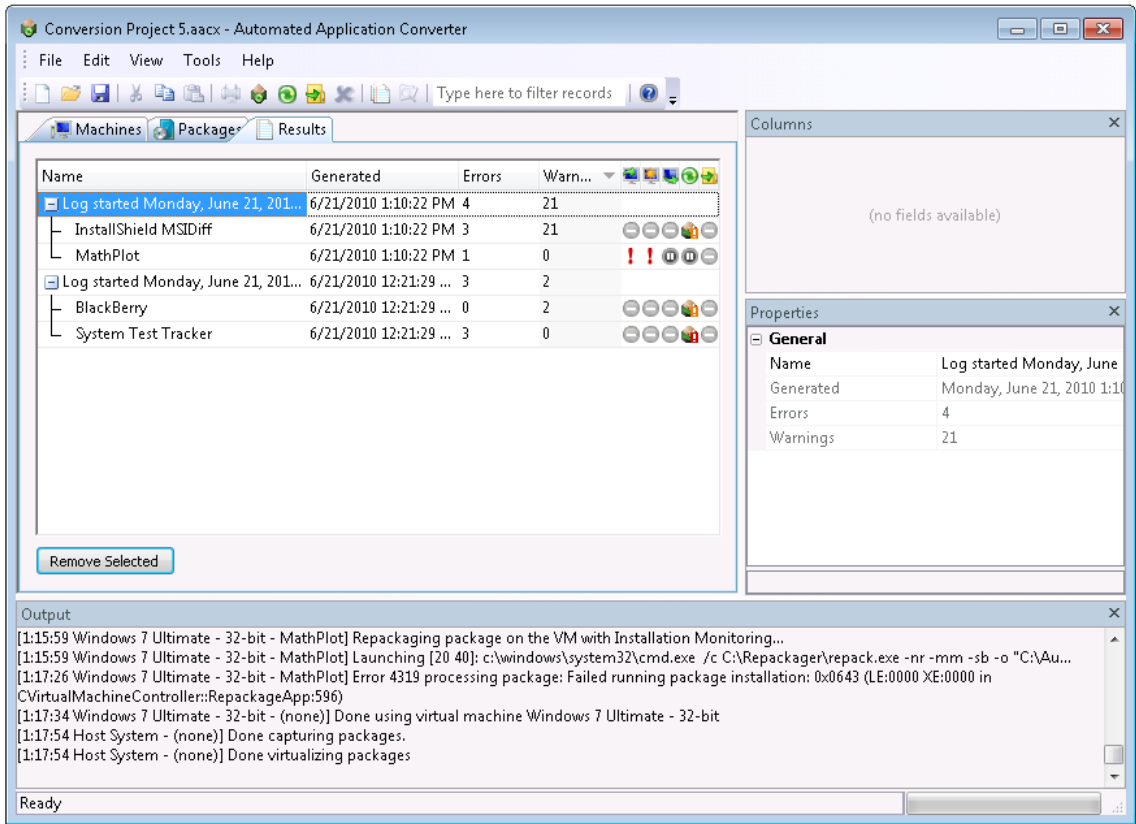 Conversion Project 5.aacx - Automated Application Converter
File Edit View Tools Help
Type here to filter records
Machines Packages Results
Name Generated Errors Warn...
Log started Monday, June 21, 201... 6/21/2010 1:10:22 PM 4 21
InstallShield MSIDiff 6/21/2010 1:10:22 PM 3 21
MathPlot 6/21/2010 1:10:22 PM 1 0
Log started Monday, June 21, 201... 6/21/2010 12:21:29 ... 3 2
BlackBerry 6/21/2010 12:21:29 ... 0 2
System Test Tracker 6/21/2010 12:21:29 ... 3 0
Remove Selected
Columns
(no fields available)
Properties
General
Name Log started Monday, June
Generated Monday, June 21, 2010 1:10
Errors 4
Warnings 21
Output
[1:15:59 Windows 7 Ultimate - 32-bit - MathPlot] Repackaging package on the VM with Installation Monitoring...
[1:15:59 Windows 7 Ultimate - 32-bit - MathPlot] Launching [20 40]: c:\windows\system32\cmd.exe /c C:\Repackager\repack.exe -nr -mm -sb -o "C:\Au...
[1:17:26 Windows 7 Ultimate - 32-bit - MathPlot] Error 4319 processing package: Failed running package installation: 0x0643 (LE:0000 XE:0000 in
CVirtualMachineController::RepackageApp:596)
[1:17:34 Windows 7 Ultimate - 32-bit - (none)] Done using virtual machine Windows 7 Ultimate - 32-bit
[1:17:54 Host System - (none)] Done capturing packages.
[1:17:54 Host System - (none)] Done virtualizing packages
Ready